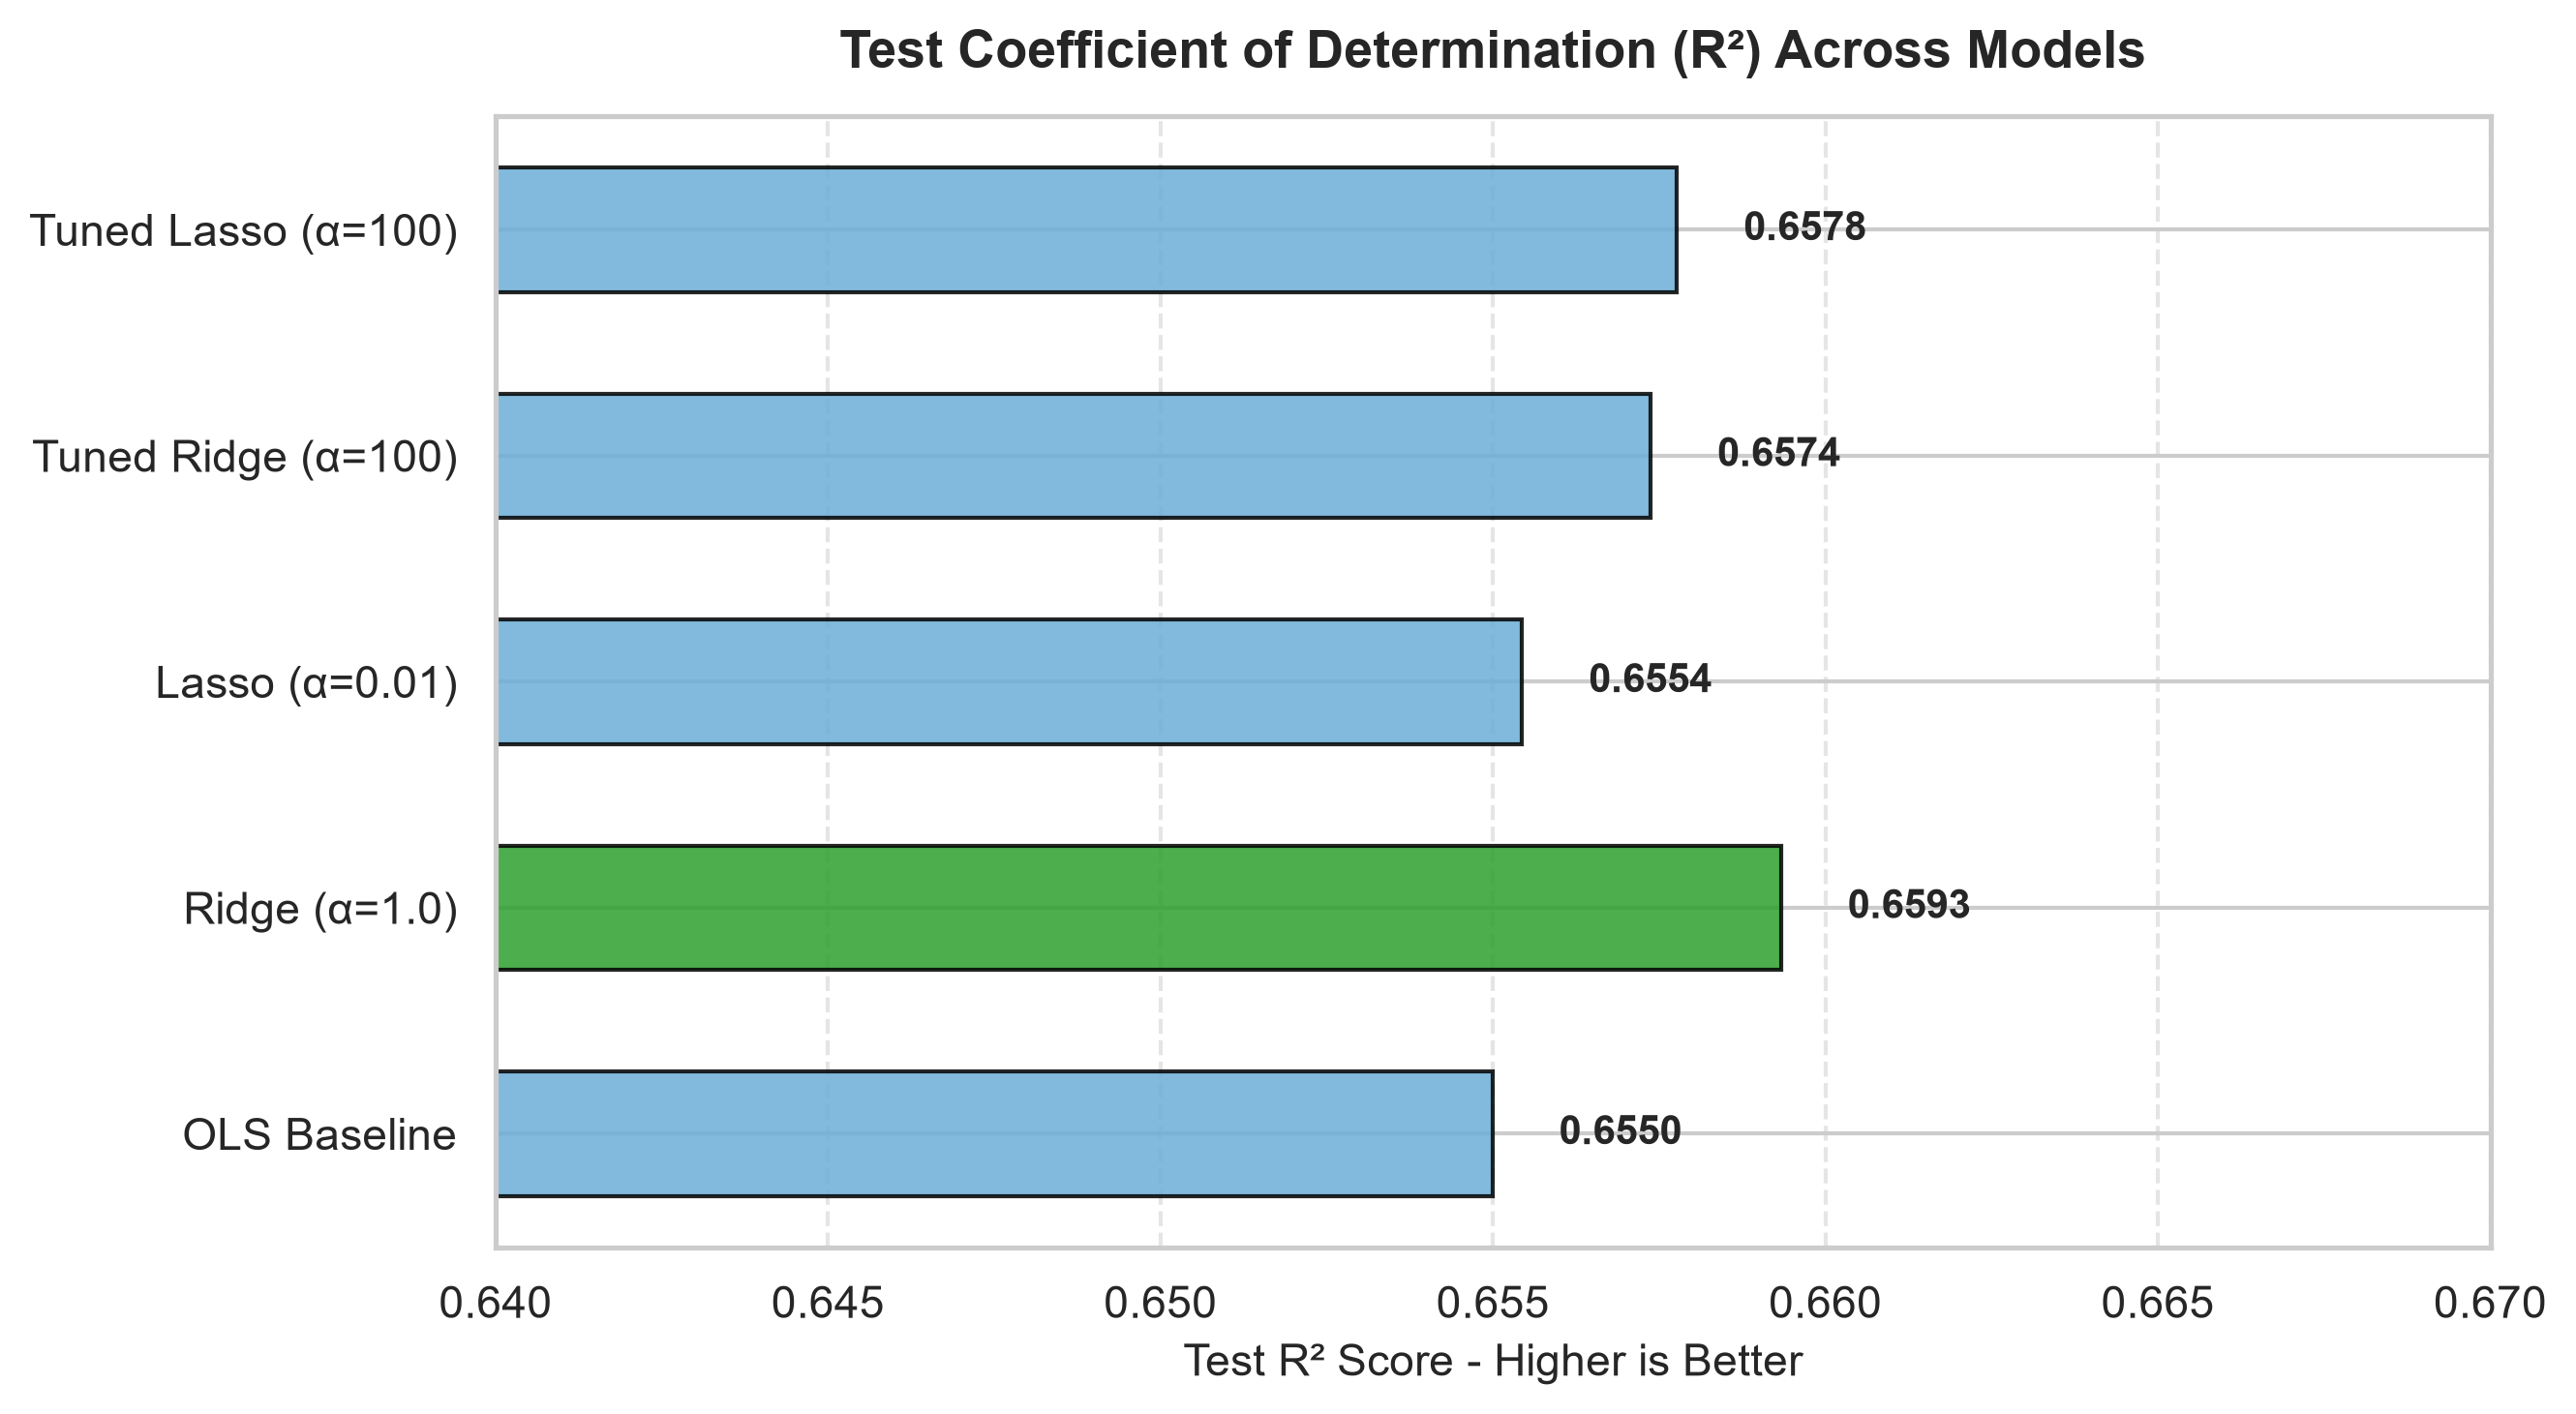 Test Coefficient of Determination (R²) Across Models
Tuned Lasso (α=100)
0.6578
Tuned Ridge (α=100)
0.6574
Lasso (α=0.01)
0.6554
Ridge (α=1.0)
0.6593
OLS Baseline
0.6550
0.640 0.645 0.650 0.655 0.660 0.665 0.670
Test R² Score - Higher is Better